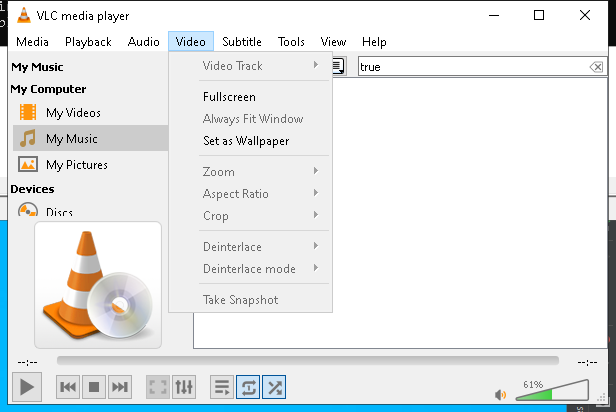 VLC media player
Media Playback Audio Video Subtitle Tools View Help
My Music
My Computer
My Videos
My Music
My Pictures
Devices
Discs
Video Track
Fullscreen
Always Fit Window
Set as Wallpaper
Zoom
Aspect Ratio
Crop
Deinterlace
Deinterlace mode
Take Snapshot
true
--:--
--:--
61%